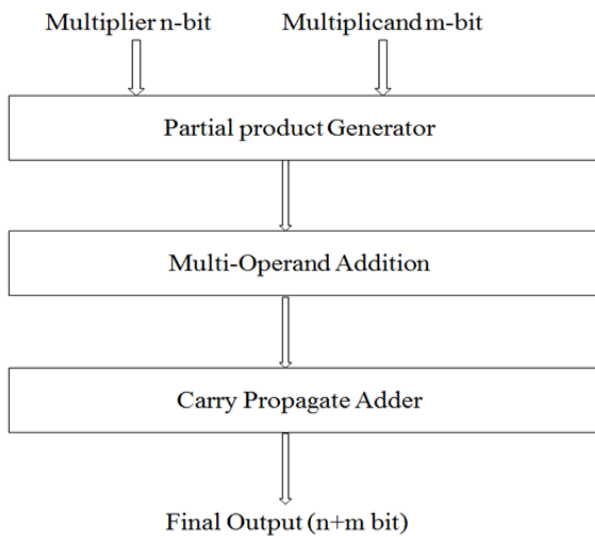 Multiplier n-bit Multiplicand m-bit
Partial product Generator
Multi-Operand Addition
Carry Propagate Adder
Final Output (n+m bit)